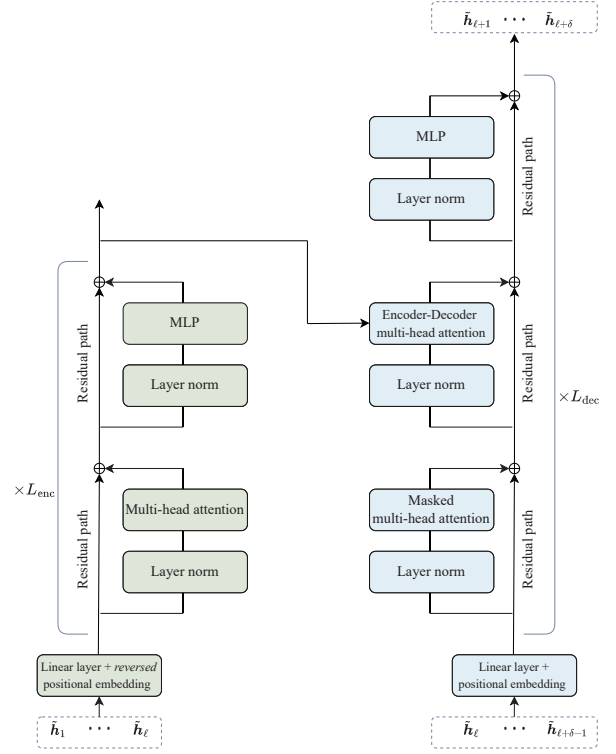 h̃ℓ+1 ··· h̃ℓ+δ
MLP
Layer norm
Residual path
Encoder-Decoder
multi-head attention
Layer norm
Residual path
Masked
multi-head attention
Layer norm
Residual path
×Ldec
Linear layer +
positional embedding
h̃ℓ ··· h̃ℓ+δ−1
MLP
Layer norm
Residual path
Multi-head attention
Layer norm
Residual path
×Lenc
Linear layer + reversed
positional embedding
h̃1 ··· h̃ℓ